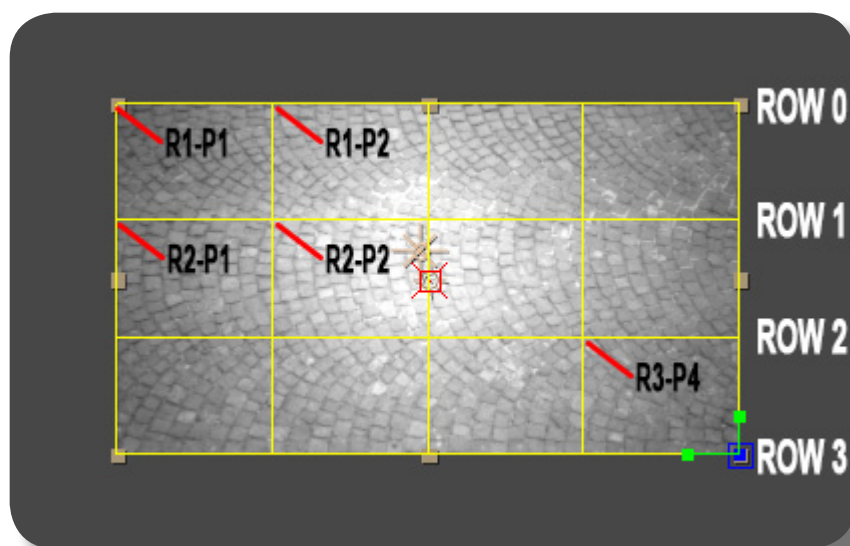 ROW 0
R1-P1
R1-P2
ROW 1
R2-P1
R2-P2
ROW 2
R3-P4
ROW 3